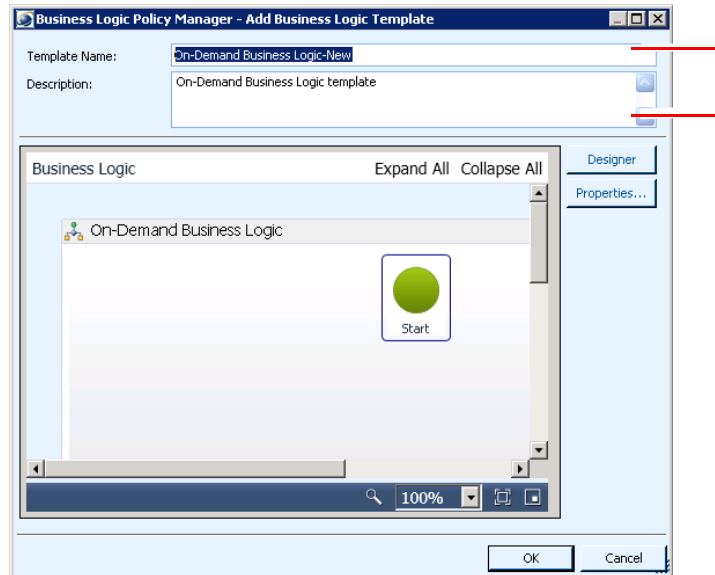 Business Logic Policy Manager - Add Business Logic Template
Template Name:
On-Demand Business Logic-New
Description:
On-Demand Business Logic template
Business Logic
Expand All Collapse All
Designer
Properties...
On-Demand Business Logic
Start
100%
OK
Cancel